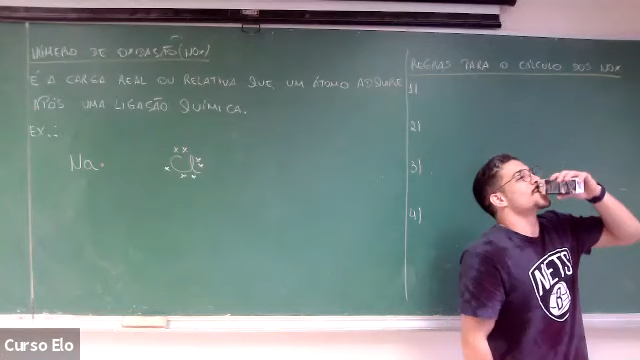 NÚMERO DE OXIDAÇÃO (NOX)
É A CARGA REAL OU RELATIVA QUE UM ÁTOMO ADQUIRE
APÓS UMA LIGAÇÃO QUÍMICA.
EX.:
Na
Cl
REGRAS PARA O CÁLCULO DOS NOX
1)
2)
3)
4)
NETS
B
Curso Elo